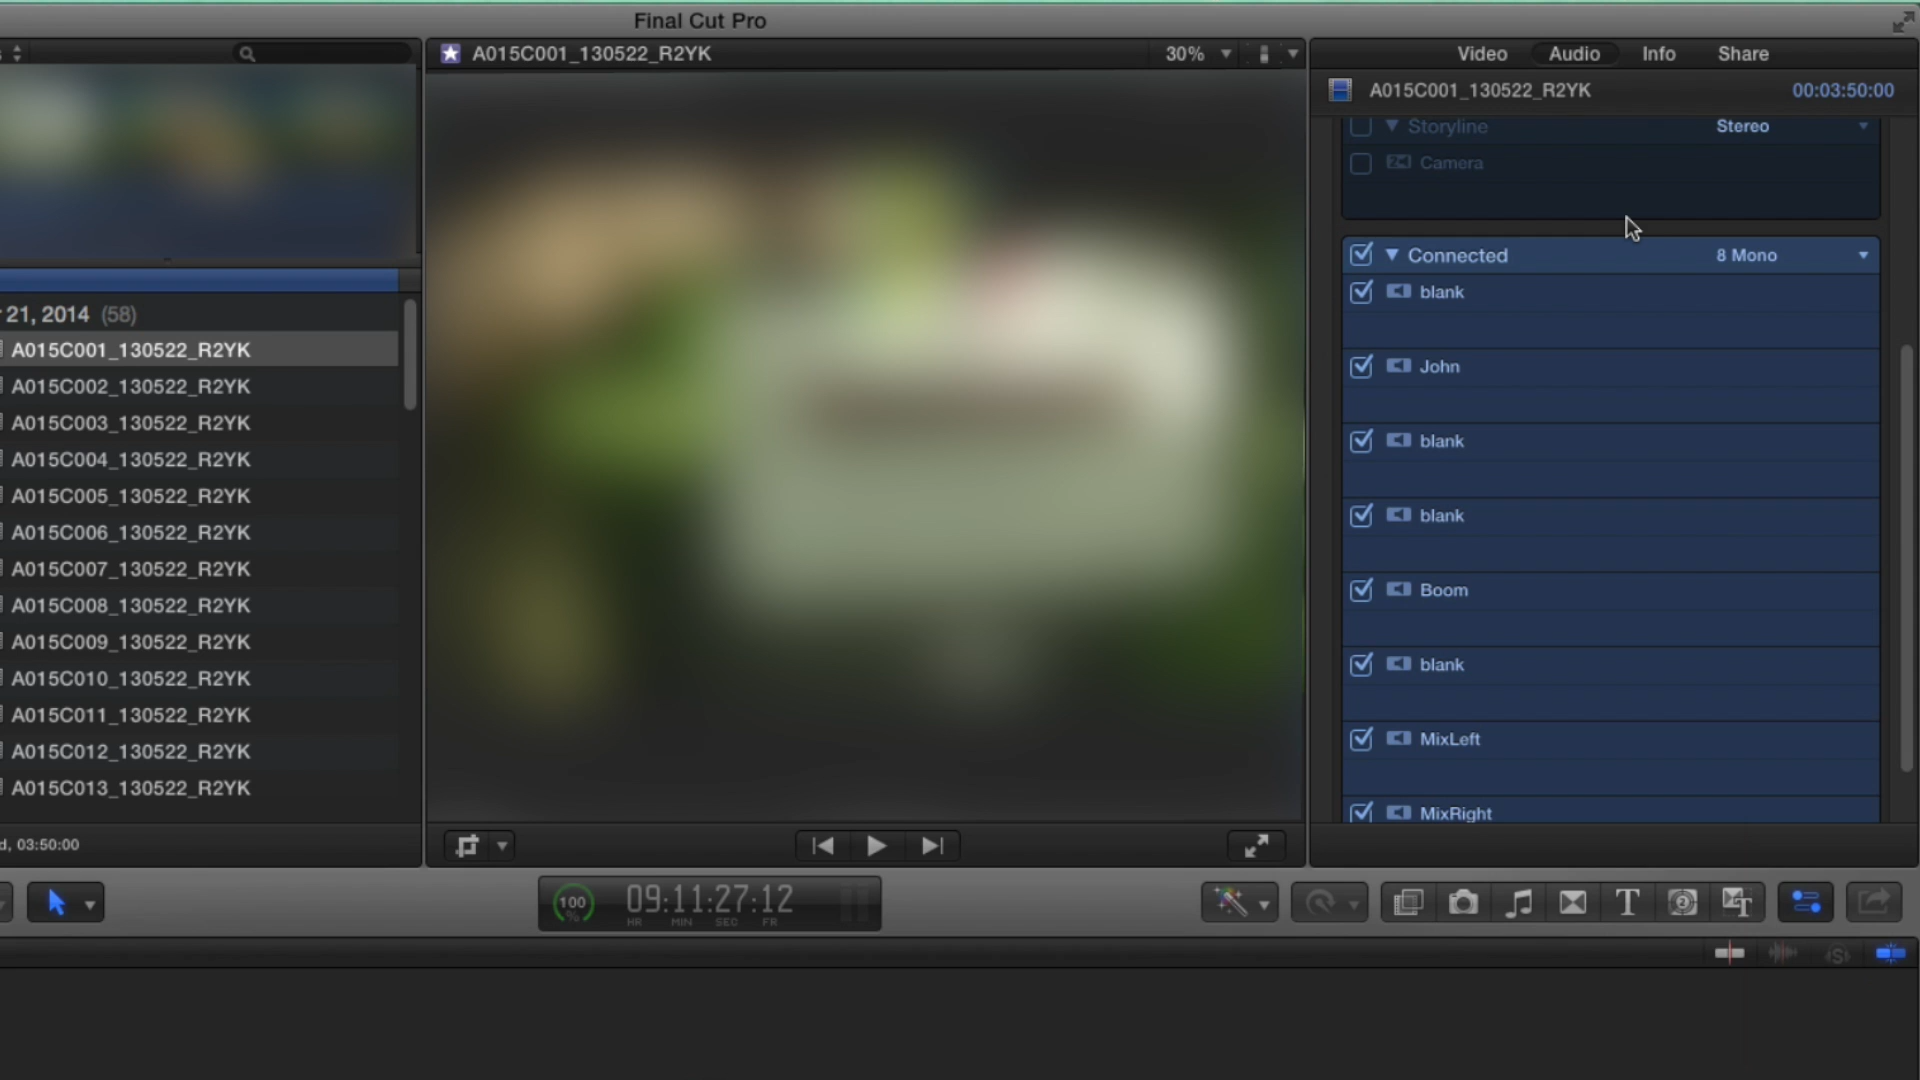 Final Cut Pro
A015C001_130522_R2YK
30%
Video
Audio
Info
Share
A015C001_130522_R2YK
00:03:50:00
Storyline
Stereo
Camera
Connected
8 Mono
blank
John
blank
blank
Boom
blank
MixLeft
MixRight
21, 2014 (58)
A015C001_130522_R2YK
A015C002_130522_R2YK
A015C003_130522_R2YK
A015C004_130522_R2YK
A015C005_130522_R2YK
A015C006_130522_R2YK
A015C007_130522_R2YK
A015C008_130522_R2YK
A015C009_130522_R2YK
A015C010_130522_R2YK
A015C011_130522_R2YK
A015C012_130522_R2YK
A015C013_130522_R2YK
d, 03:50:00
100
%
09:11:27:12
HR MIN SEC FR